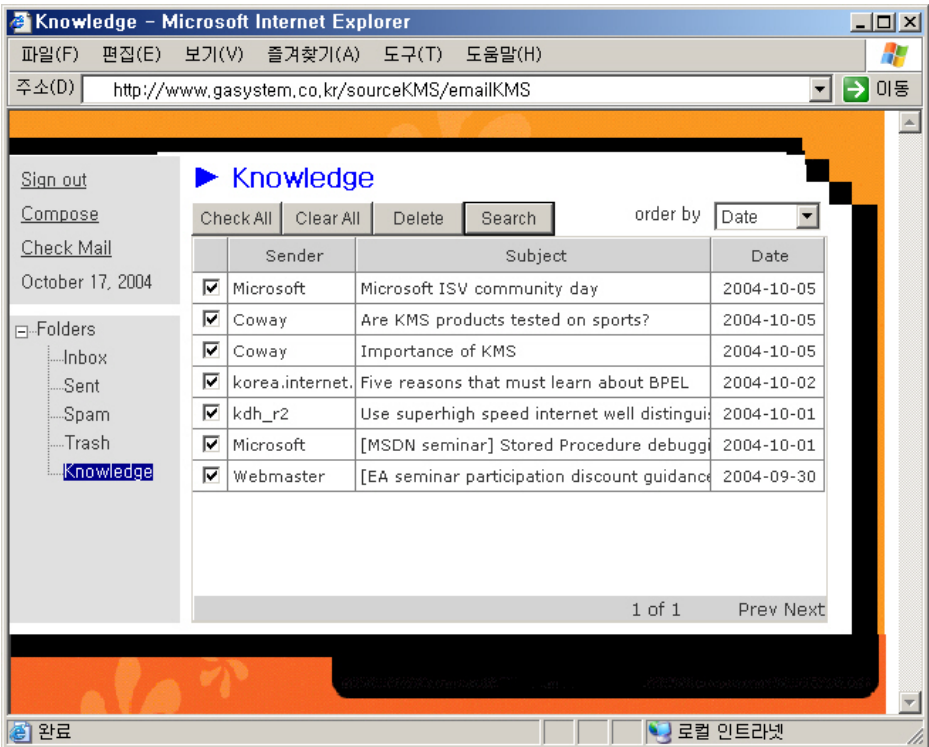 Knowledge - Microsoft Internet Explorer
파일(F) 편집(E) 보기(V) 즐겨찾기(A) 도구(T) 도움말(H)
주소(D) http://www.gasystem.co.kr/sourceKMS/emailKMS 이동
Sign out
Compose
Check Mail
October 17, 2004
Folders
Inbox
Sent
Spam
Trash
Knowledge
Knowledge
Check All Clear All Delete Search order by Date
Sender Subject Date
Microsoft Microsoft ISV community day 2004-10-05
Coway Are KMS products tested on sports? 2004-10-05
Coway Importance of KMS 2004-10-05
korea.internet. Five reasons that must learn about BPEL 2004-10-02
kdh_r2 Use superhigh speed internet well distingui 2004-10-01
Microsoft [MSDN seminar] Stored Procedure debuggi 2004-10-01
Webmaster [EA seminar participation discount guidance 2004-09-30
1 of 1 Prev Next
완료 로컬 인트라넷